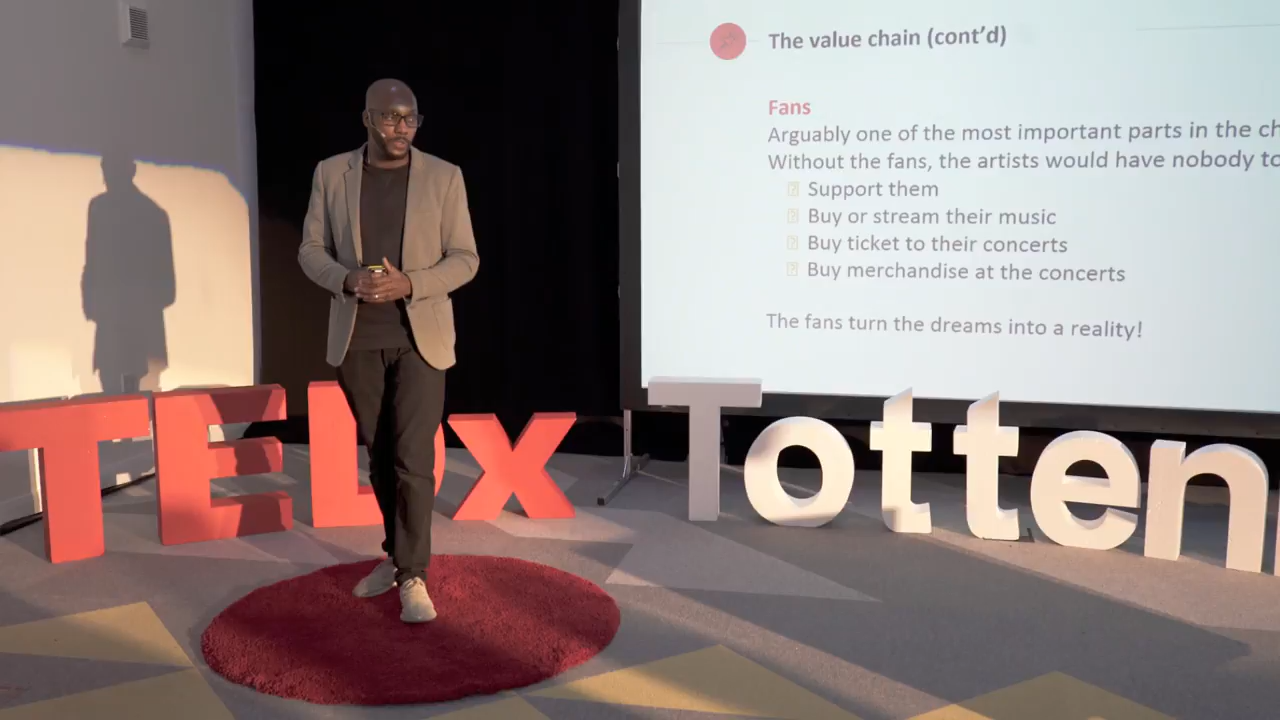 The value chain (cont’d)
Fans
Arguably one of the most important parts in the ch
Without the fans, the artists would have nobody to
Support them
Buy or stream their music
Buy ticket to their concerts
Buy merchandise at the concerts
The fans turn the dreams into a reality!
TEDx Totten